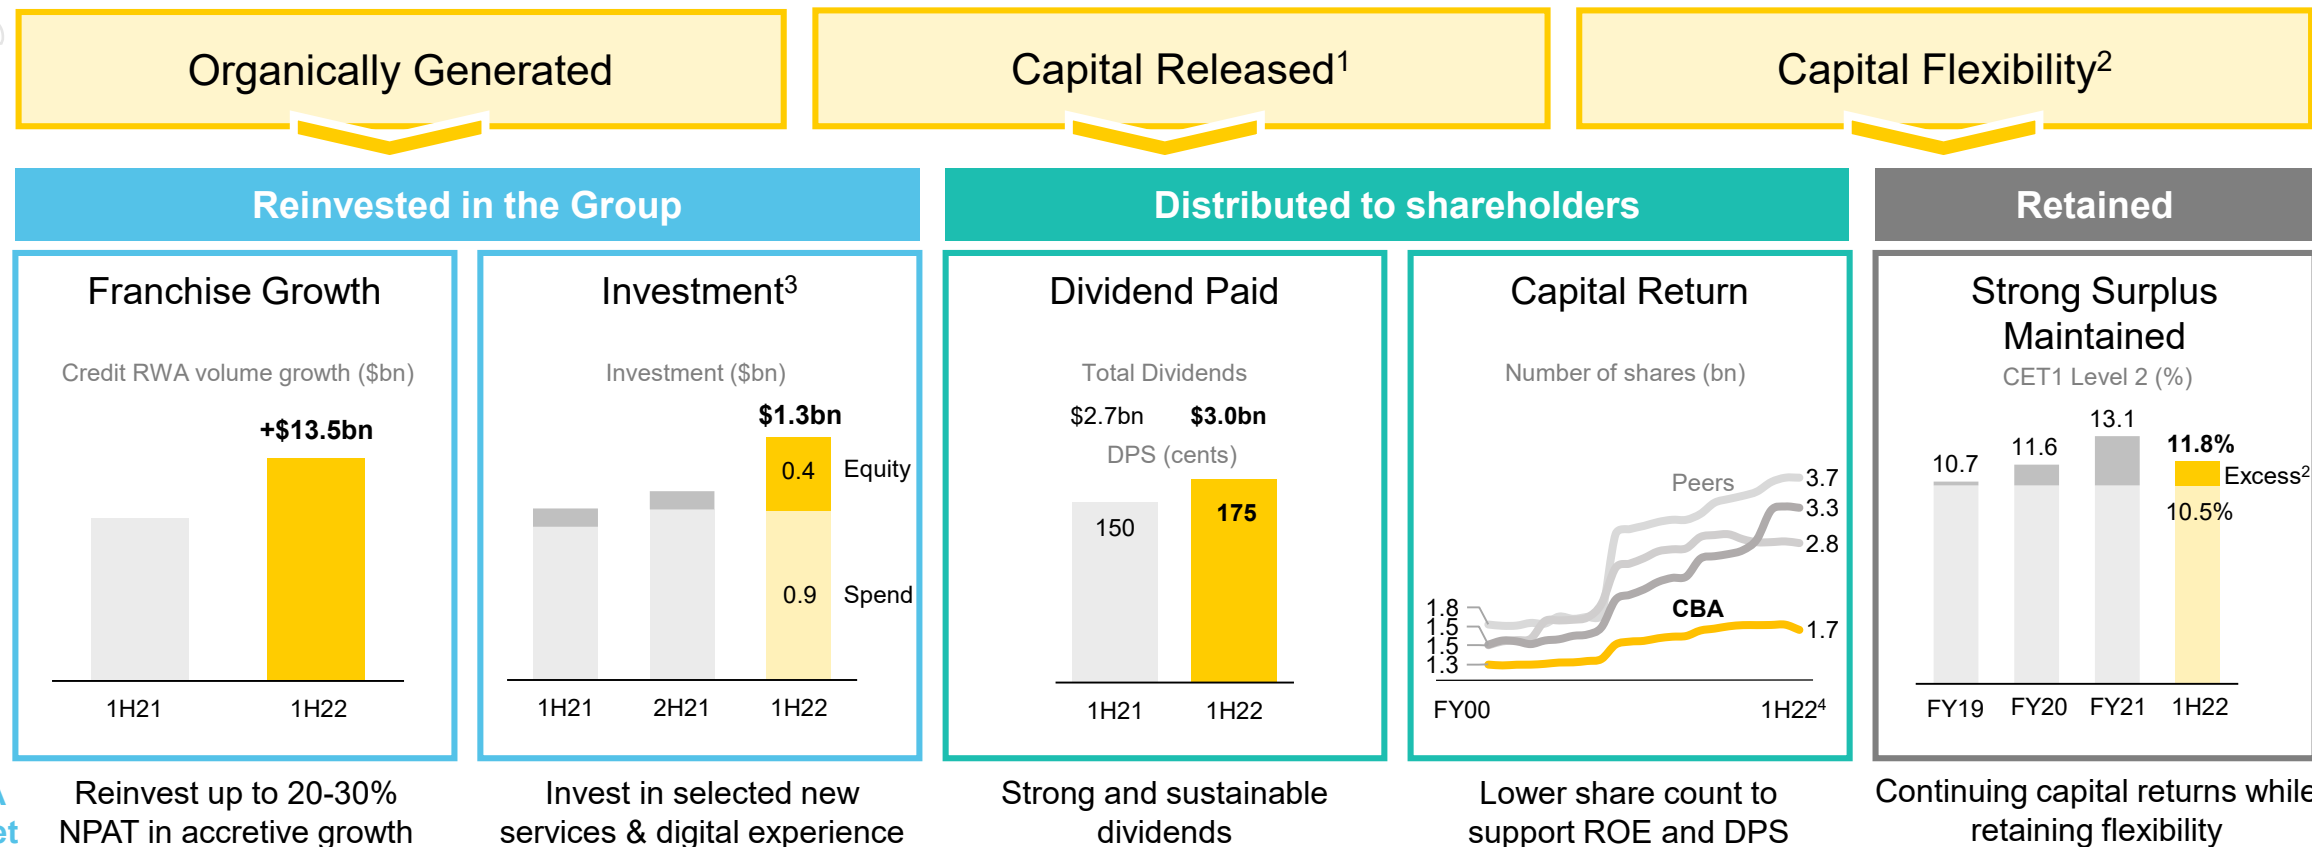 Organically Generated
Capital Released¹
Capital Flexibility²
Reinvested in the Group
Distributed to shareholders
Retained
Franchise Growth
Credit RWA volume growth ($bn)
+$13.5bn
1H21
1H22
Investment³
Investment ($bn)
$1.3bn
0.4
Equity
0.9
Spend
1H21
2H21
1H22
Dividend Paid
Total Dividends
$2.7bn
$3.0bn
DPS (cents)
150
175
1H21
1H22
Capital Return
Number of shares (bn)
Peers
3.7
3.3
2.8
1.8
1.5
1.5
1.3
CBA
1.7
FY00
1H22⁴
Strong Surplus
Maintained
CET1 Level 2 (%)
10.7
11.6
13.1
11.8%
Excess²
10.5%
FY19
FY20
FY21
1H22
Reinvest up to 20-30%
NPAT in accretive growth
Invest in selected new
services & digital experience
Strong and sustainable
dividends
Lower share count to
support ROE and DPS
Continuing capital returns while
retaining flexibility